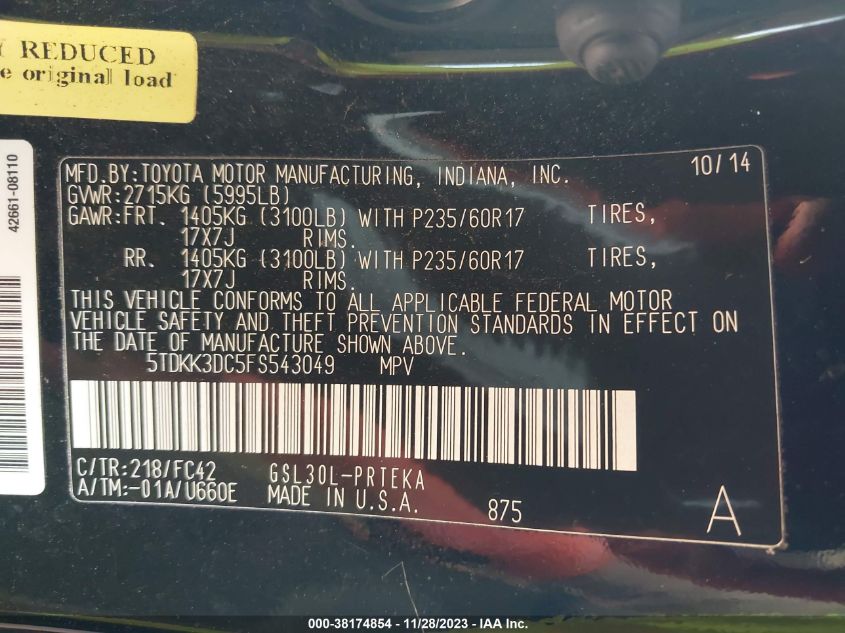 Y REDUCED
e original load
42661-08110
MFD.BY:TOYOTA MOTOR MANUFACTURING, INDIANA, INC. 10/14
GVWR:2715KG (5995LB)
GAWR:FRT. 1405KG (3100LB) WITH P235/60R17 TIRES,
17X7J RIMS.
RR. 1405KG (3100LB) WITH P235/60R17 TIRES,
17X7J RIMS.
THIS VEHICLE CONFORMS TO ALL APPLICABLE FEDERAL MOTOR
VEHICLE SAFETY AND THEFT PREVENTION STANDARDS IN EFFECT ON
THE DATE OF MANUFACTURE SHOWN ABOVE.
5TDKK3DC5FS543049 MPV
C/TR:218/FC42 GSL30L-PRTEKA
A/TM:-01A/U660E MADE IN U.S.A. 875 A
000-38174854 - 11/28/2023 - IAA Inc.